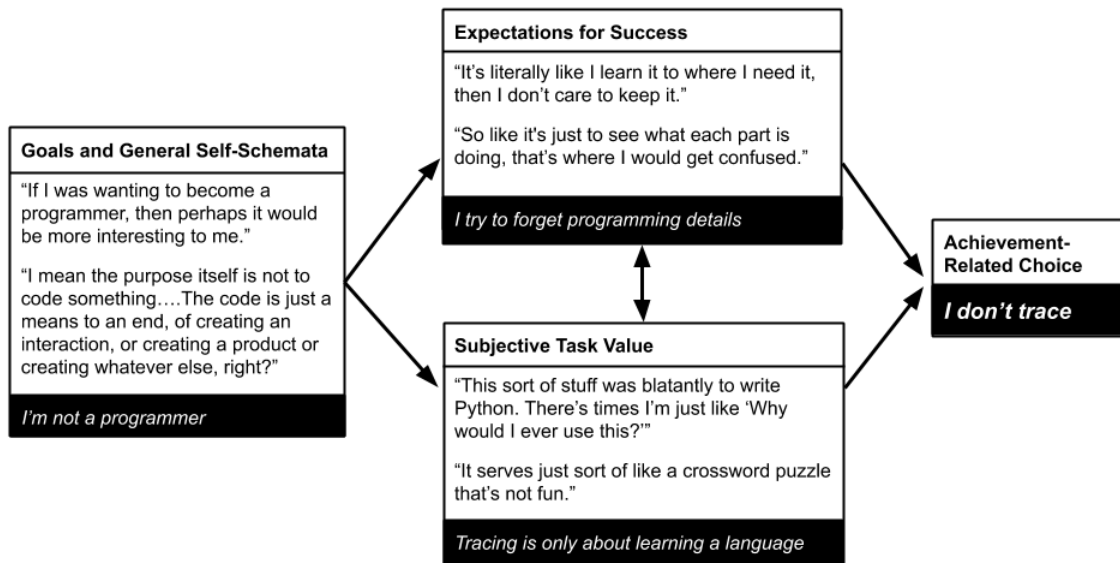 Goals and General Self-Schemata
“If I was wanting to become a
programmer, then perhaps it would
be more interesting to me.”
“I mean the purpose itself is not to
code something….The code is just a
means to an end, of creating an
interaction, or creating a product or
creating whatever else, right?”
I’m not a programmer
Expectations for Success
“It’s literally like I learn it to where I need it,
then I don’t care to keep it.”
“So like it's just to see what each part is
doing, that’s where I would get confused.”
I try to forget programming details
Subjective Task Value
“This sort of stuff was blatantly to write
Python. There’s times I’m just like ‘Why
would I ever use this?’”
“It serves just sort of like a crossword puzzle
that’s not fun.”
Tracing is only about learning a language
Achievement-
Related Choice
I don’t trace